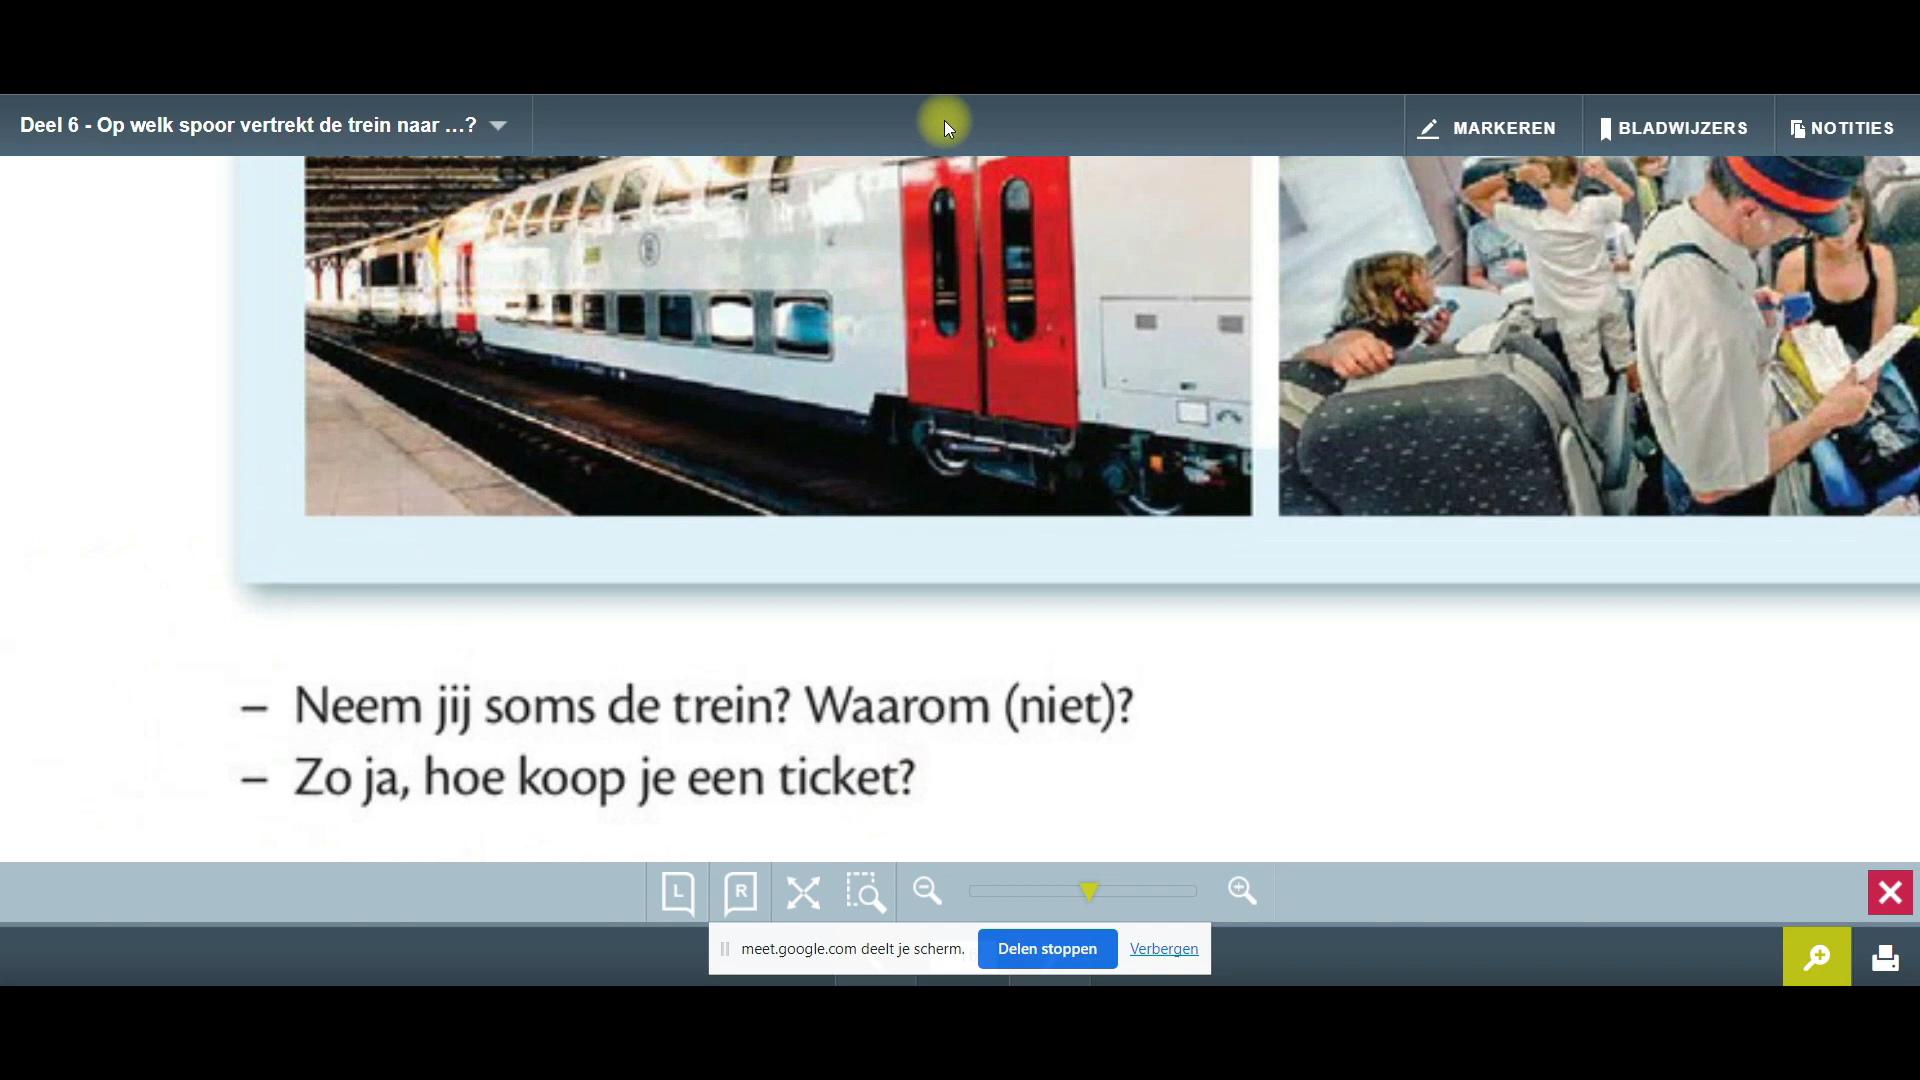 Deel 6 - Op welk spoor vertrekt de trein naar ...?
MARKEREN
BLADWIJZERS
NOTITIES
– Neem jij soms de trein? Waarom (niet)?
– Zo ja, hoe koop je een ticket?
L
R
meet.google.com deelt je scherm.
Delen stoppen
Verbergen